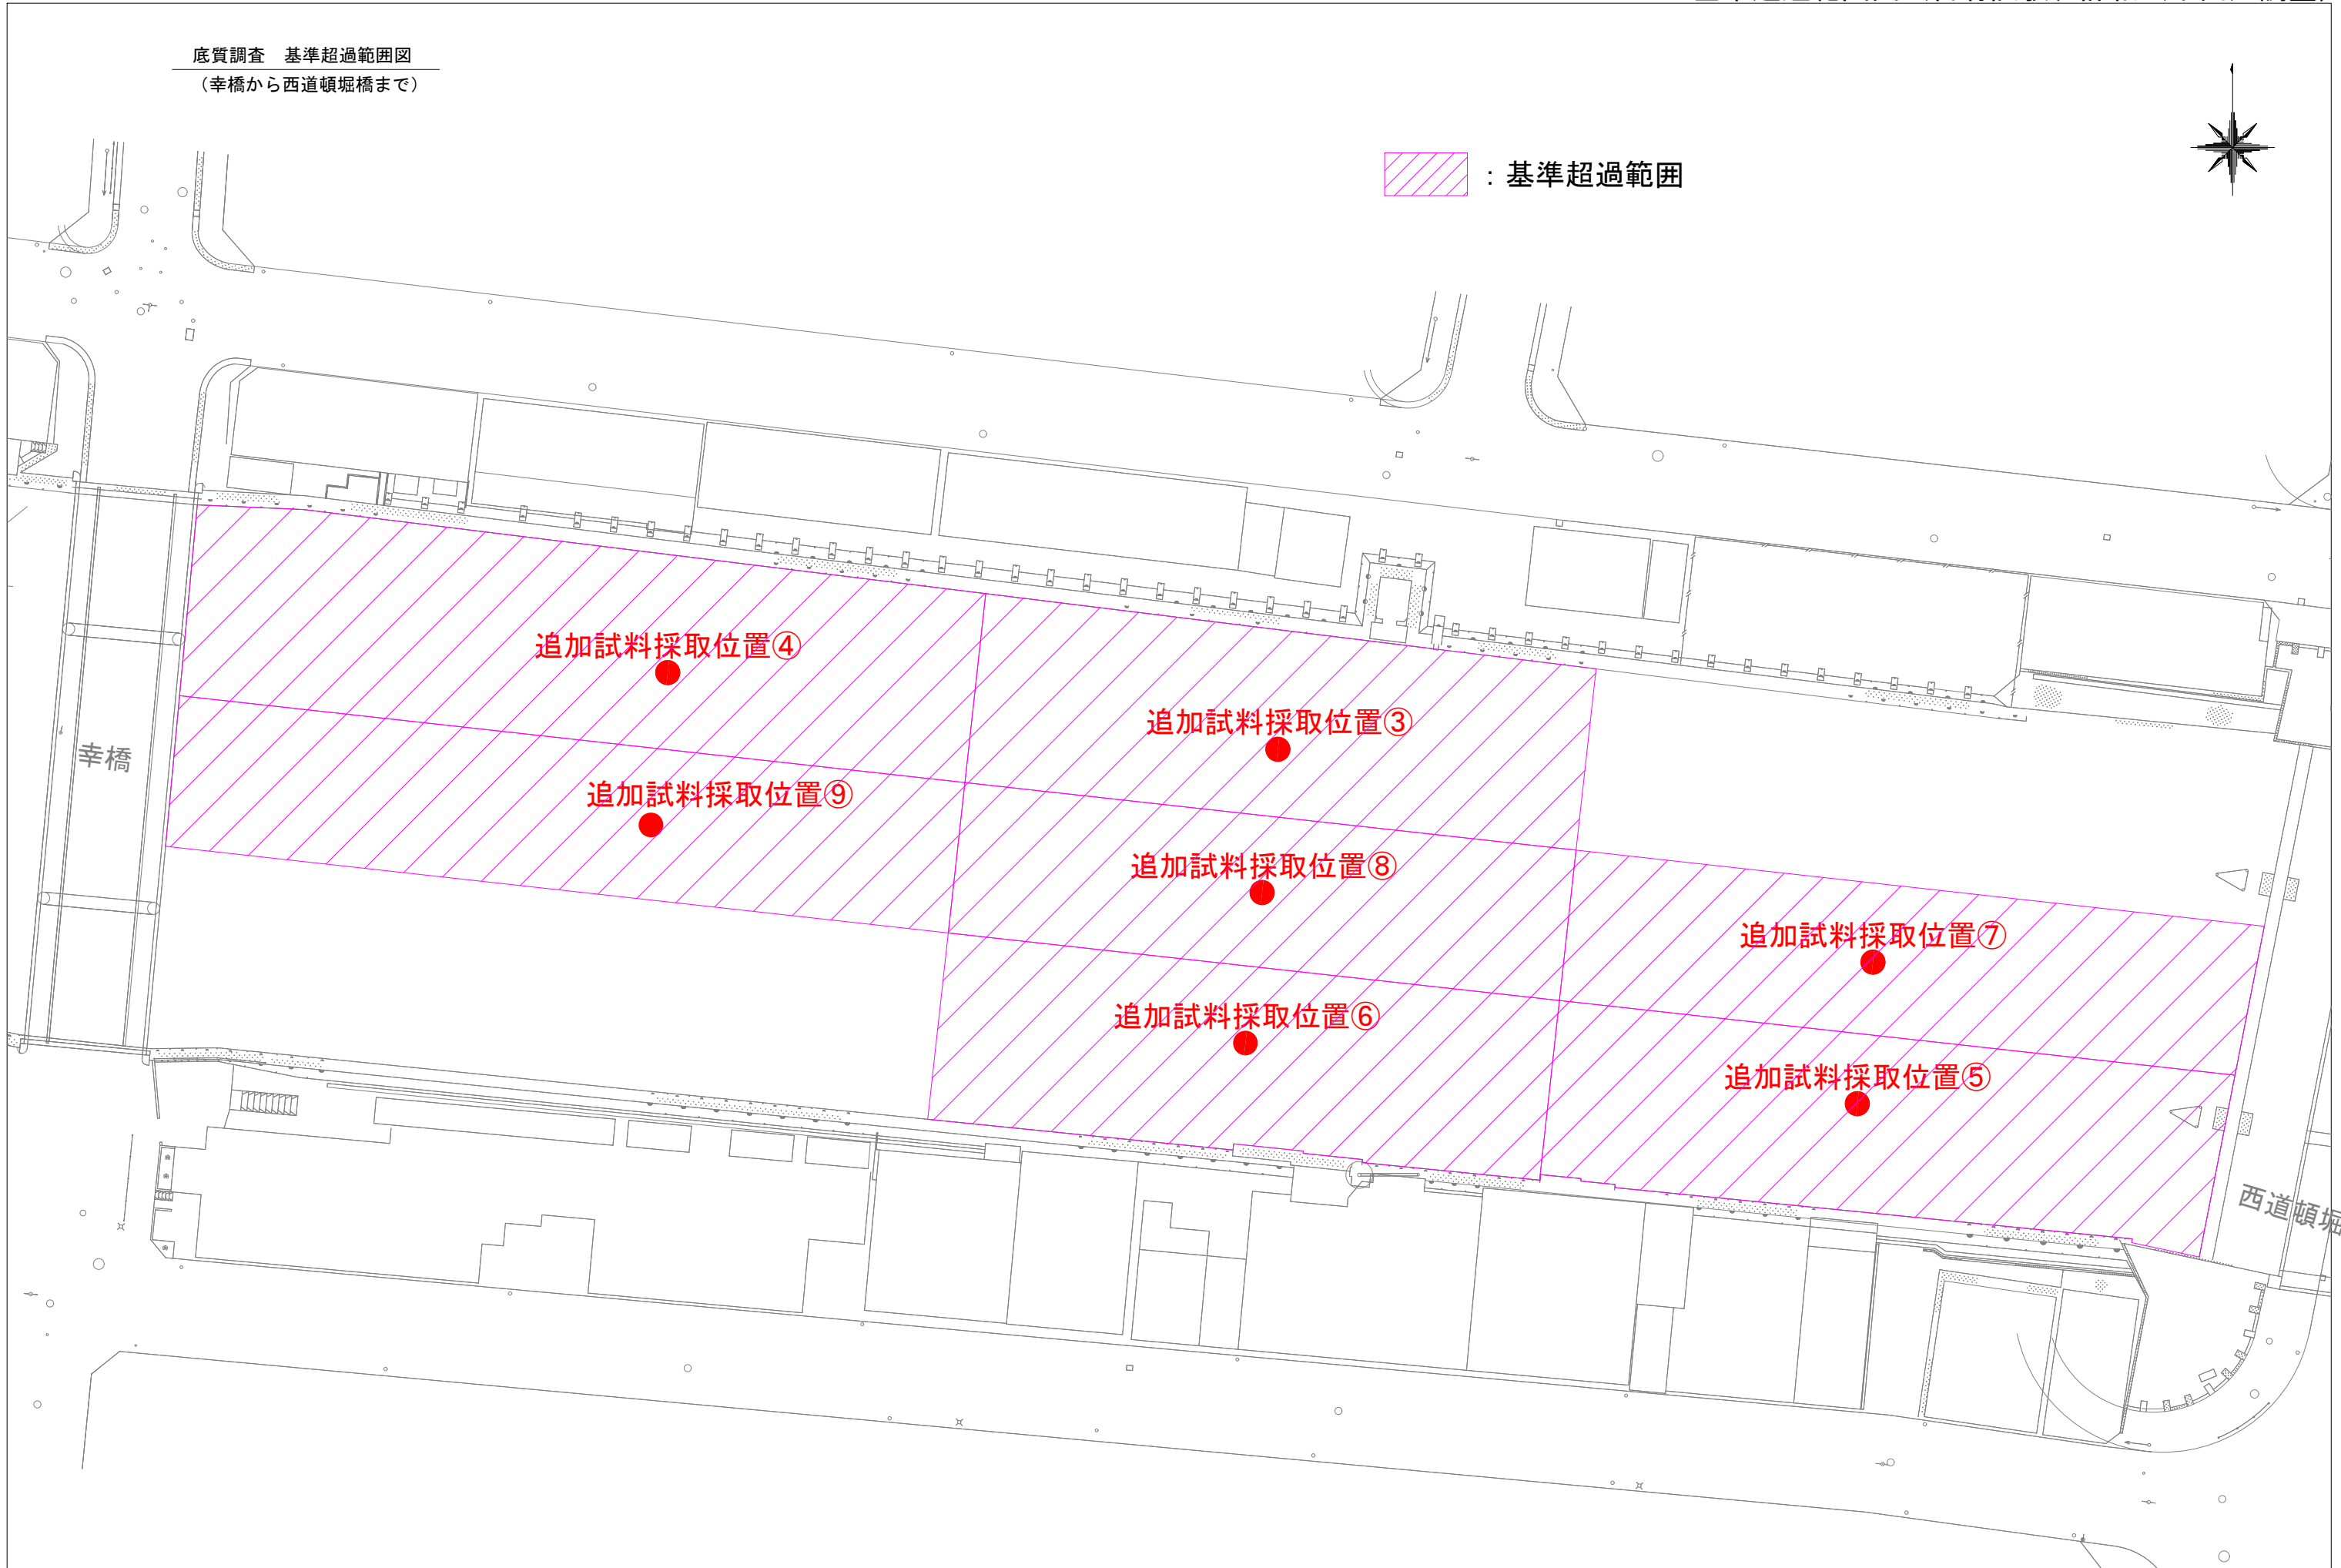 底質調査　基準超過範囲図
（幸橋から西道頓堀橋まで）
：基準超過範囲
追加試料採取位置④
追加試料採取位置③
幸橋
追加試料採取位置⑨
追加試料採取位置⑧
追加試料採取位置⑦
追加試料採取位置⑥
追加試料採取位置⑤
西道頓堀